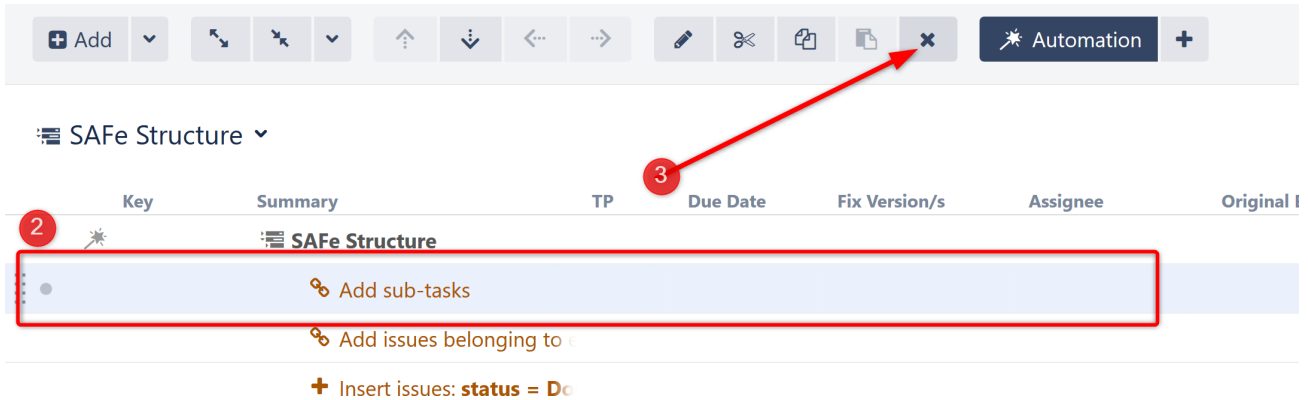 Add
Automation
SAFe Structure
3
Key Summary TP Due Date Fix Version/s Assignee Original
2
SAFe Structure
Add sub-tasks
Add issues belonging to
Insert issues: status =